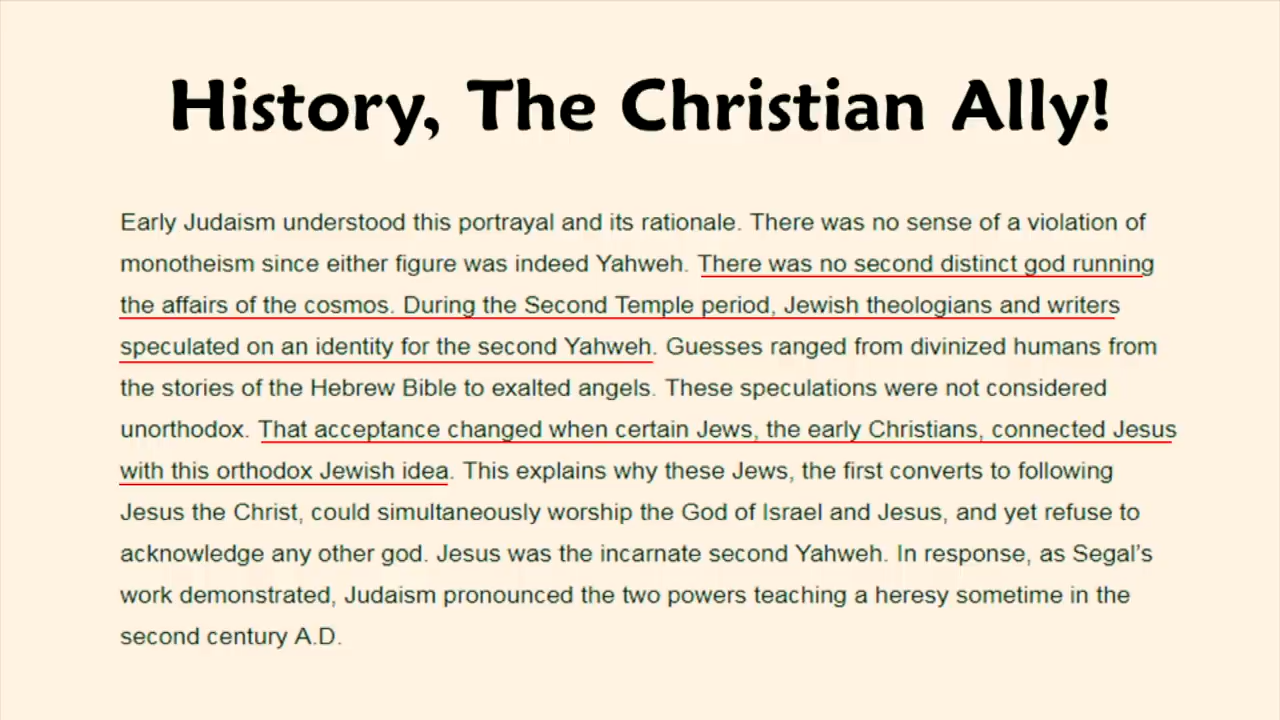 History, The Christian Ally!
Early Judaism understood this portrayal and its rationale. There was no sense of a violation of
monotheism since either figure was indeed Yahweh. There was no second distinct god running
the affairs of the cosmos. During the Second Temple period, Jewish theologians and writers
speculated on an identity for the second Yahweh. Guesses ranged from divinized humans from
the stories of the Hebrew Bible to exalted angels. These speculations were not considered
unorthodox. That acceptance changed when certain Jews, the early Christians, connected Jesus
with this orthodox Jewish idea. This explains why these Jews, the first converts to following
Jesus the Christ, could simultaneously worship the God of Israel and Jesus, and yet refuse to
acknowledge any other god. Jesus was the incarnate second Yahweh. In response, as Segal's
work demonstrated, Judaism pronounced the two powers teaching a heresy sometime in the
second century A.D.